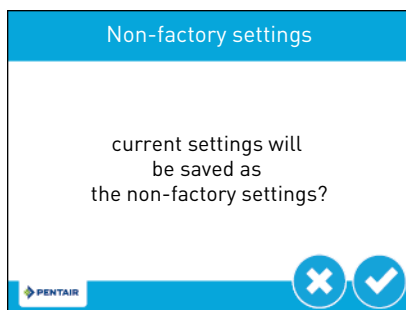 Non-factory settings
current settings will
be saved as
the non-factory settings?
PENTAIR